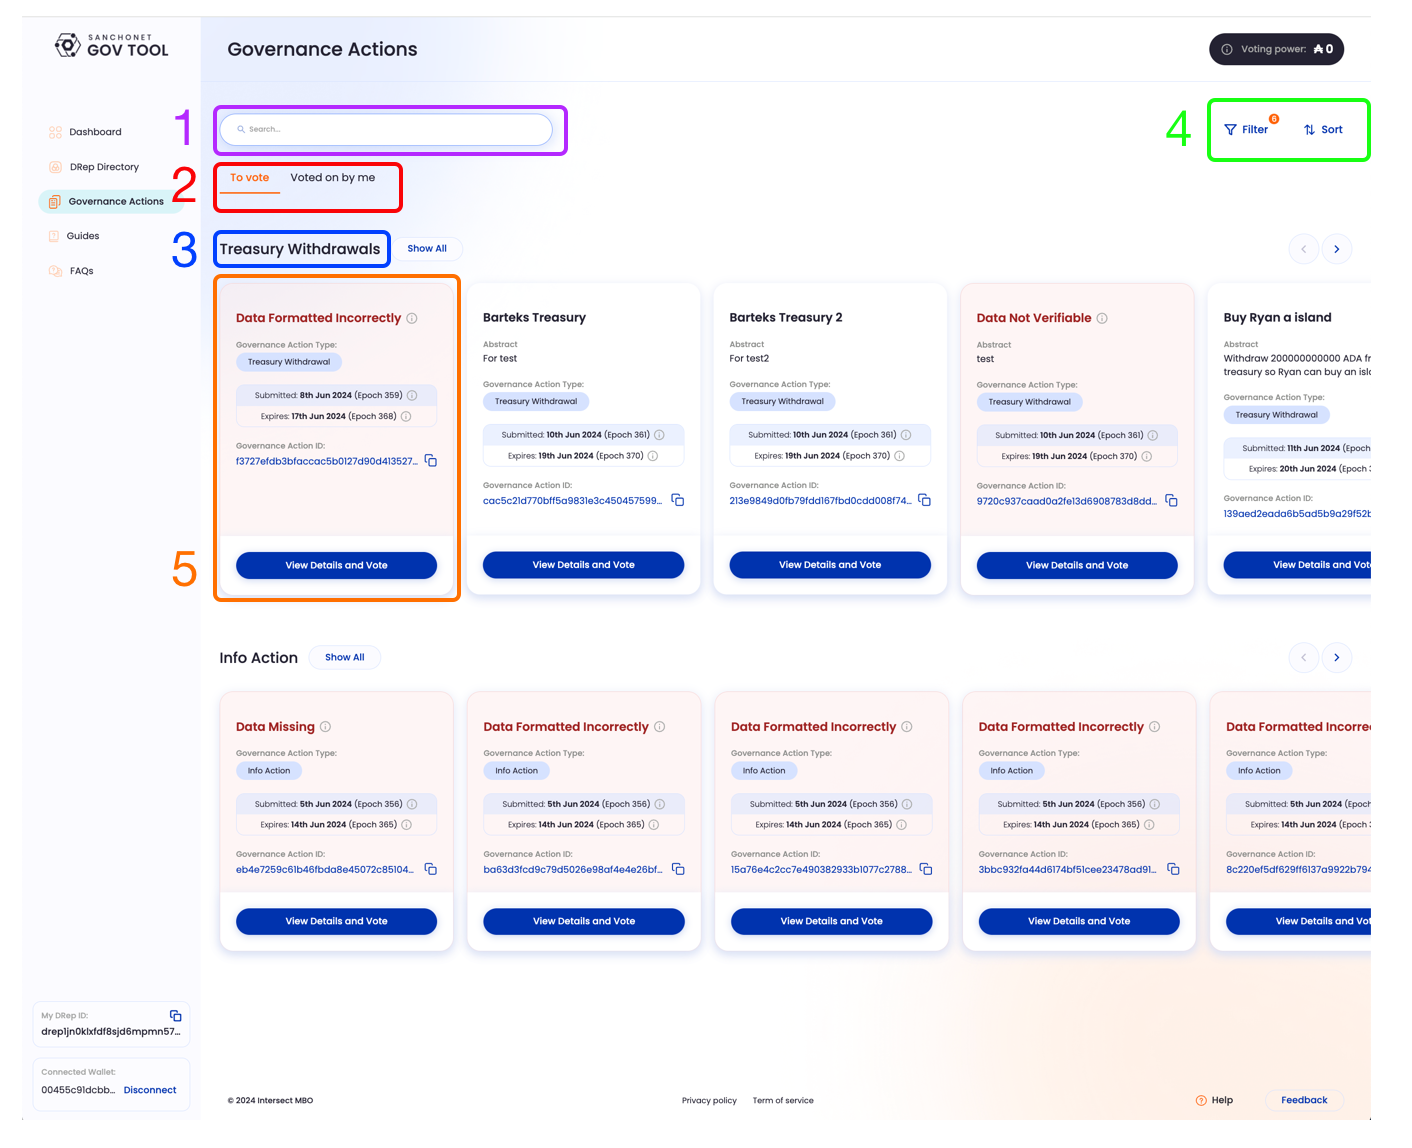 SANCHONET
GOV TOOL
Governance Actions
Voting power: ₳ 0
Dashboard
DRep Directory
Governance Actions
Guides
FAQs
1
Search...
4
Filter
6
Sort
2
To vote
Voted on by me
3
Treasury Withdrawals
Show All
5
Data Formatted Incorrectly
Governance Action Type:
Treasury Withdrawal
Submitted: 8th Jun 2024 (Epoch 359)
Expires: 17th Jun 2024 (Epoch 368)
Governance Action ID:
f3727efdb3bfaccac5b0127d90d413527...
View Details and Vote
Barteks Treasury
Abstract
For test
Governance Action Type:
Treasury Withdrawal
Submitted: 10th Jun 2024 (Epoch 361)
Expires: 19th Jun 2024 (Epoch 370)
Governance Action ID:
cac5c21d770bff5a9831e3c450457599...
View Details and Vote
Barteks Treasury 2
Abstract
For test2
Governance Action Type:
Treasury Withdrawal
Submitted: 10th Jun 2024 (Epoch 361)
Expires: 19th Jun 2024 (Epoch 370)
Governance Action ID:
213e9849d0fb79fdd167fbd0cdd008f74...
View Details and Vote
Data Not Verifiable
Abstract
test
Governance Action Type:
Treasury Withdrawal
Submitted: 10th Jun 2024 (Epoch 361)
Expires: 19th Jun 2024 (Epoch 370)
Governance Action ID:
9720c937caad0a2fe13d6908783d8dd...
View Details and Vote
Buy Ryan a island
Abstract
Withdraw 200000000000 ADA fr
treasury so Ryan can buy an isl
Governance Action Type:
Treasury Withdrawal
Submitted: 11th Jun 2024 (Epoch
Expires: 20th Jun 2024 (Epoch
Governance Action ID:
139aed2eada6b5ad5b9a29f52b
View Details and Vot
Info Action
Show All
Data Missing
Governance Action Type:
Info Action
Submitted: 5th Jun 2024 (Epoch 356)
Expires: 14th Jun 2024 (Epoch 365)
Governance Action ID:
eb4e7259c61b46fbda8e45072c85104...
View Details and Vote
Data Formatted Incorrectly
Governance Action Type:
Info Action
Submitted: 5th Jun 2024 (Epoch 356)
Expires: 14th Jun 2024 (Epoch 365)
Governance Action ID:
ba63d3fcd9c79d5026e98af4e4e26bf...
View Details and Vote
Data Formatted Incorrectly
Governance Action Type:
Info Action
Submitted: 5th Jun 2024 (Epoch 356)
Expires: 14th Jun 2024 (Epoch 365)
Governance Action ID:
15a76e4c2cc7e490382933b1077c2788...
View Details and Vote
Data Formatted Incorrectly
Governance Action Type:
Info Action
Submitted: 5th Jun 2024 (Epoch 356)
Expires: 14th Jun 2024 (Epoch 365)
Governance Action ID:
3bbc932fa44d6174bf51cee23478ad91...
View Details and Vote
Data Formatted Incorre
Governance Action Type:
Info Action
Submitted: 5th Jun 2024 (Epoch
Expires: 14th Jun 2024 (Epoch
Governance Action ID:
8c220ef5df629ff6137a9922b794
View Details and Vot
My DRep ID:
drep1jn0klxfdf8sjd6mpmn57...
Connected Wallet:
00455c91dcbb...
Disconnect
© 2024 Intersect MBO
Privacy policy
Term of service
Help
Feedback